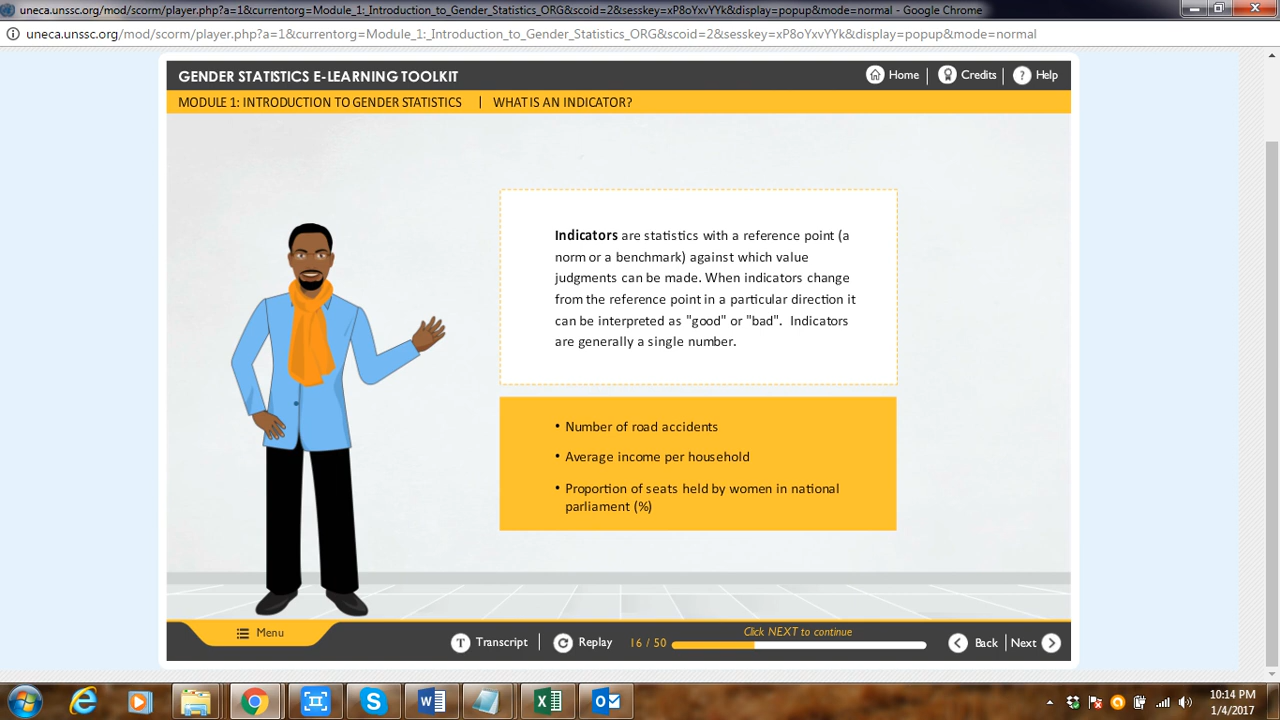 uneca.unssc.org/mod/scorm/player.php?a=1&currentorg=Module_1:_Introduction_to_Gender_Statistics_ORG&scoid=2&sesskey=xP8oYxvYYk&display=popup&mode=normal - Google Chrome
uneca.unssc.org/mod/scorm/player.php?a=1&currentorg=Module_1:_Introduction_to_Gender_Statistics_ORG&scoid=2&sesskey=xP8oYxvYYk&display=popup&mode=normal
GENDER STATISTICS E-LEARNING TOOLKIT
Home | Credits | ? Help
MODULE 1: INTRODUCTION TO GENDER STATISTICS | WHAT IS AN INDICATOR?
Indicators are statistics with a reference point (a
norm or a benchmark) against which value
judgments can be made. When indicators change
from the reference point in a particular direction it
can be interpreted as "good" or "bad".  Indicators
are generally a single number.
• Number of road accidents
• Average income per household
• Proportion of seats held by women in national
parliament (%)
Click NEXT to continue
Menu
T Transcript | Replay 16 / 50
Back | Next
10:14 PM
1/4/2017